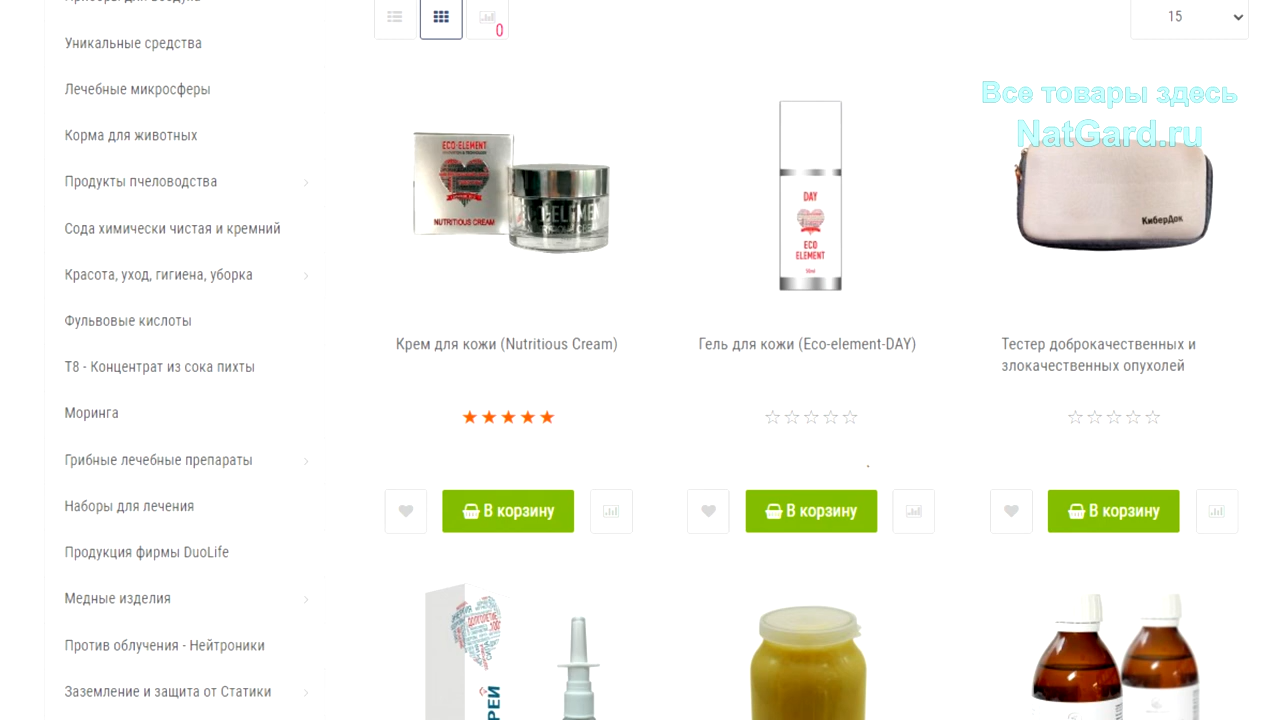 Уникальные средства
Лечебные микросферы
Корма для животных
Продукты пчеловодства
Сода химически чистая и кремний
Красота, уход, гигиена, уборка
Фульвовые кислоты
Т8 - Концентрат из сока пихты
Моринга
Грибные лечебные препараты
Наборы для лечения
Продукция фирмы DuoLife
Медные изделия
Против облучения - Нейтроники
Заземление и защита от Статики
0
15
Все товары здесь
NatGard.ru
ECO-ELEMENT
NUTRITIOUS CREAM
DAY
ECO
ELEMENT
50ml
КиберДок
Крем для кожи (Nutritious Cream)
Гель для кожи (Eco-element-DAY)
Тестер доброкачественных и
злокачественных опухолей
В корзину
В корзину
В корзину
ДОЛГОЛЕТИЕ